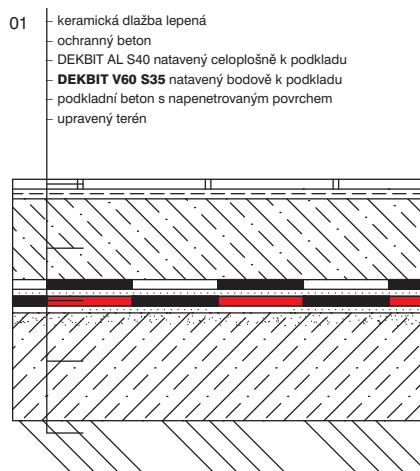 01
keramická dlažba lepená
ochranný beton
DEKBIT AL S40 natavený celoplošně k podkladu
DEKBIT V60 S35 natavený bodově k podkladu
podkladní beton s napenetrovaným povrchem
upravený terén